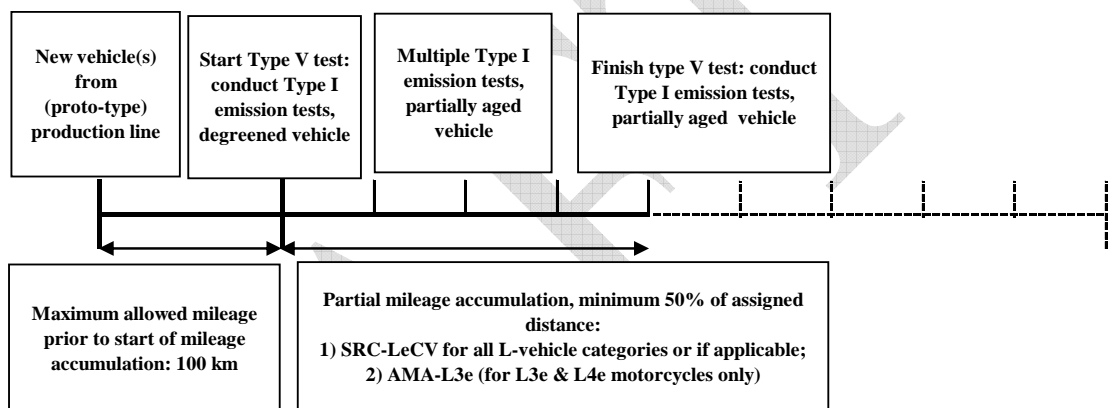 New vehicle(s)
from
(proto-type)
production line
Start Type V test:
conduct Type I
emission tests,
degreened vehicle
Multiple Type I
emission tests,
partially aged
vehicle
Finish type V test: conduct
Type I emission tests,
partially aged vehicle
Maximum allowed mileage
prior to start of mileage
accumulation: 100 km
Partial mileage accumulation, minimum 50% of assigned
distance:
1) SRC-LeCV for all L-vehicle categories or if applicable;
2) AMA-L3e (for L3e & L4e motorcycles only)